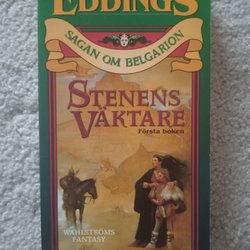 EDDINGS
SAGAN OM BELGARION
STENENS
VÄKTARE
Första boken
WAHLSTRÖMS
FANTASY